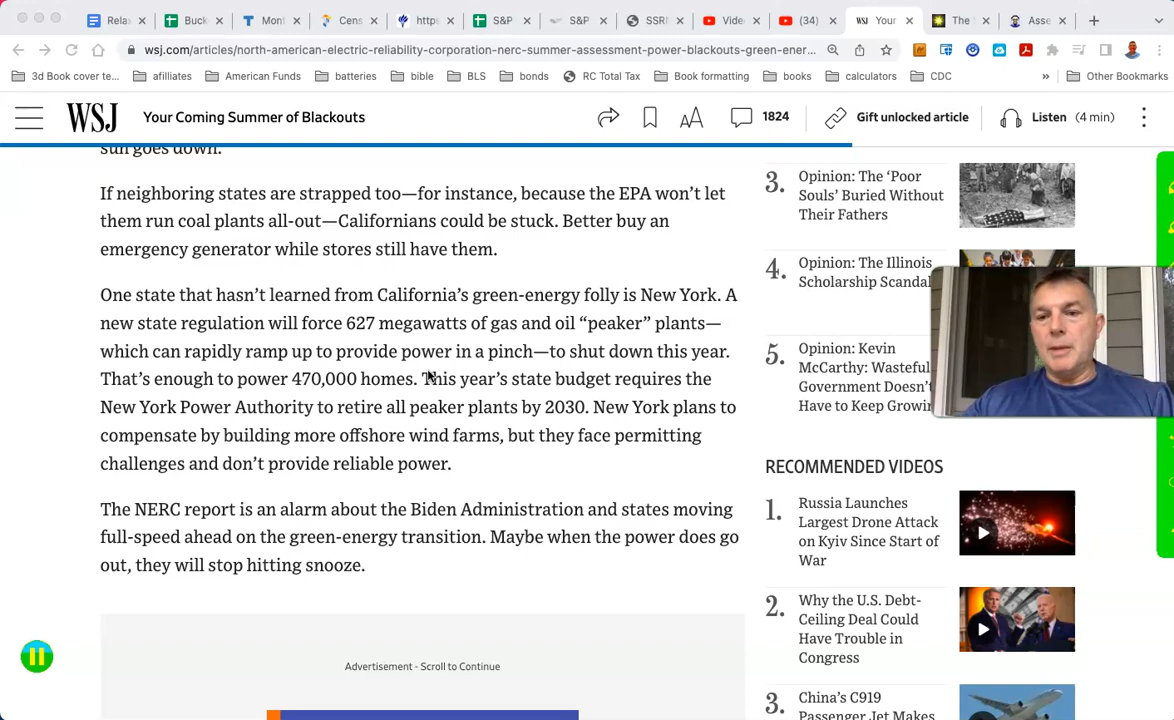 Relax
Buck
Mont
Cens
https
S&P
S&P
SSRN
Video
(34)
WSJ Your
The
Asse
wsj.com/articles/north-american-electric-reliability-corporation-nerc-summer-assessment-power-blackouts-green-ener...
3d Book cover te...
afiliiates
American Funds
batteries
bible
BLS
bonds
RC Total Tax
Book formatting
books
calculators
CDC
»
Other Bookmarks
WSJ
Your Coming Summer of Blackouts
AA
1824
Gift unlocked article
Listen (4 min)
sun goes down.
If neighboring states are strapped too—for instance, because the EPA won’t let
them run coal plants all-out—Californians could be stuck. Better buy an
emergency generator while stores still have them.
One state that hasn’t learned from California’s green-energy folly is New York. A
new state regulation will force 627 megawatts of gas and oil “peaker” plants—
which can rapidly ramp up to provide power in a pinch—to shut down this year.
That’s enough to power 470,000 homes. This year’s state budget requires the
New York Power Authority to retire all peaker plants by 2030. New York plans to
compensate by building more offshore wind farms, but they face permitting
challenges and don’t provide reliable power.
The NERC report is an alarm about the Biden Administration and states moving
full-speed ahead on the green-energy transition. Maybe when the power does go
out, they will stop hitting snooze.
Advertisement - Scroll to Continue
3.
Opinion: The ‘Poor
Souls’ Buried Without
Their Fathers
4.
Opinion: The Illinois
Scholarship Scandal
5.
Opinion: Kevin
McCarthy: Wasteful
Government Doesn’t
Have to Keep Growin
RECOMMENDED VIDEOS
1.
Russia Launches
Largest Drone Attack
on Kyiv Since Start of
War
2.
Why the U.S. Debt-
Ceiling Deal Could
Have Trouble in
Congress
3.
China’s C919
Passenger Jet Makes